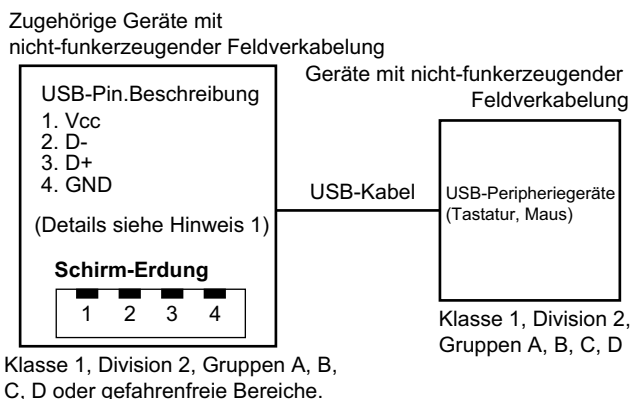 Zugehörige Geräte mit
nicht-funkerzeugender Feldverkabelung
USB-Pin.Beschreibung
1. Vcc
2. D-
3. D+
4. GND
(Details siehe Hinweis 1)
Schirm-Erdung
1 2 3 4
Klasse 1, Division 2, Gruppen A, B,
C, D oder gefahrenfreie Bereiche.
USB-Kabel
Geräte mit nicht-funkerzeugender
Feldverkabelung
USB-Peripheriegeräte
(Tastatur, Maus)
Klasse 1, Division 2,
Gruppen A, B, C, D